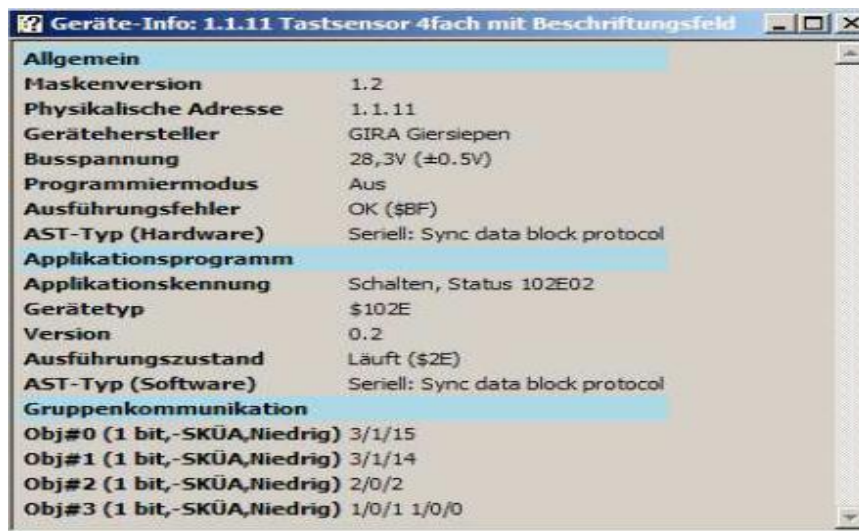 Geräte-Info: 1.1.11 Tastsensor 4fach mit Beschriftungsfeld
Allgemein
Maskenversion 1.2
Physikalische Adresse 1.1.11
Gerätehersteller GIRA Giersiepen
Busspannung 28,3V (±0.5V)
Programmiermodus Aus
Ausführungsfehler OK ($BF)
AST-Typ (Hardware) Seriell: Sync data block protocol
Applikationsprogramm
Applikationskennung Schalten, Status 102E02
Gerätetyp $102E
Version 0.2
Ausführungszustand Läuft ($2E)
AST-Typ (Software) Seriell: Sync data block protocol
Gruppenkommunikation
Obj#0 (1 bit,-SKÜA,Niedrig) 3/1/15
Obj#1 (1 bit,-SKÜA,Niedrig) 3/1/14
Obj#2 (1 bit,-SKÜA,Niedrig) 2/0/2
Obj#3 (1 bit,-SKÜA,Niedrig) 1/0/1 1/0/0